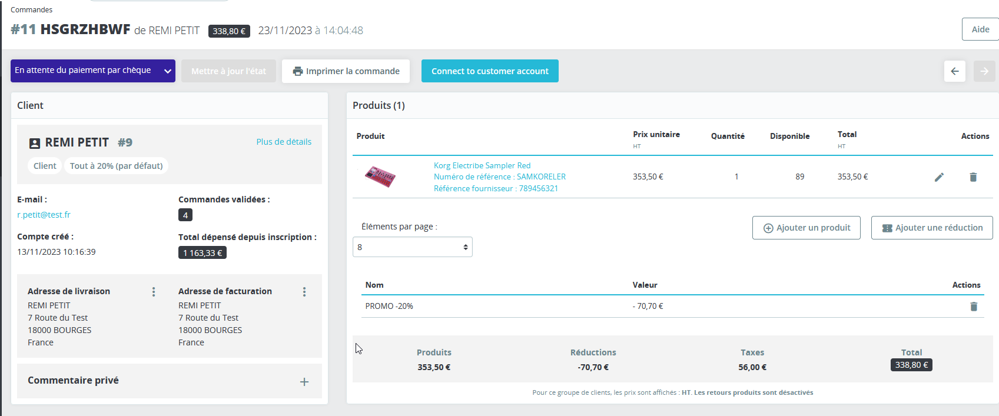 Commandes
#11 HSGRZHBWF de REMI PETIT 338,80 € 23/11/2023 à 14:04:48
Aide
En attente du paiement par chèque
Mettre à jour l'état
Imprimer la commande
Connect to customer account
Client
REMI PETIT #9
Plus de détails
Client
Tout à 20% (par défaut)
E-mail :
r.petit@test.fr
Commandes validées :
4
Compte créé :
13/11/2023 10:16:39
Total dépensé depuis inscription :
1 163,33 €
Adresse de livraison
REMI PETIT
7 Route du Test
18000 BOURGES
France
Adresse de facturation
REMI PETIT
7 Route du Test
18000 BOURGES
France
Commentaire privé
Produits (1)
Produit
Prix unitaire
HT
Quantité
Disponible
Total
HT
Actions
Korg Electribe Sampler Red
Numéro de référence : SAMKORELER
Référence fournisseur : 789456321
353,50 €
1
89
353,50 €
Éléments par page :
8
Ajouter un produit
Ajouter une réduction
Nom
Valeur
Actions
PROMO -20%
- 70,70 €
Produits
353,50 €
Réductions
-70,70 €
Taxes
56,00 €
Total
338,80 €
Pour ce groupe de clients, les prix sont affichés : HT. Les retours produits sont désactivés